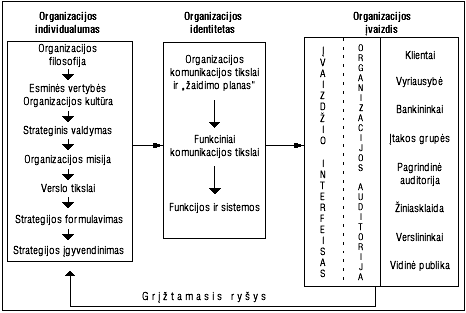 Organizacijos
individualumas
Organizacijos
filosofija
Esminės vertybės
Organizacijos kultūra
Strateginis valdymas
Organizacijos misija
Verslo tikslai
Strategijos formulavimas
Strategijos įgyvendinimas
Organizacijos
identitetas
Organizacijos
komunikacijos tikslai
ir „žaidimo planas“
Funkciniai
komunikacijos tikslai
Funkcijos ir sistemos
Organizacijos
įvaizdis
ĮVAIZDŽIO INTERFEISAS
ORGANIZACIJOS AUDITORIJA
Klientai
Vyriausybė
Bankininkai
Įtakos grupės
Pagrindinė
auditorija
Žiniasklaida
Verslininkai
Vidinė publika
Grįžtamasis ryšys